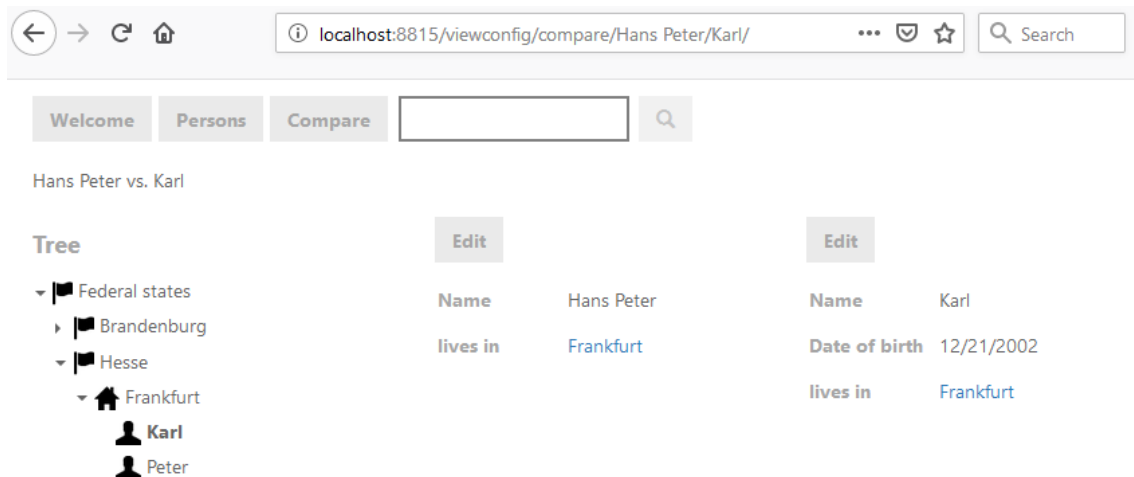 localhost:8815/viewconfig/compare/Hans Peter/Karl/ Search
Welcome Persons Compare
Hans Peter vs. Karl
Tree Edit Edit
Federal states Name Hans Peter Name Karl
Brandenburg
lives in Frankfurt Date of birth 12/21/2002
Hesse
Frankfurt lives in Frankfurt
Karl
Peter